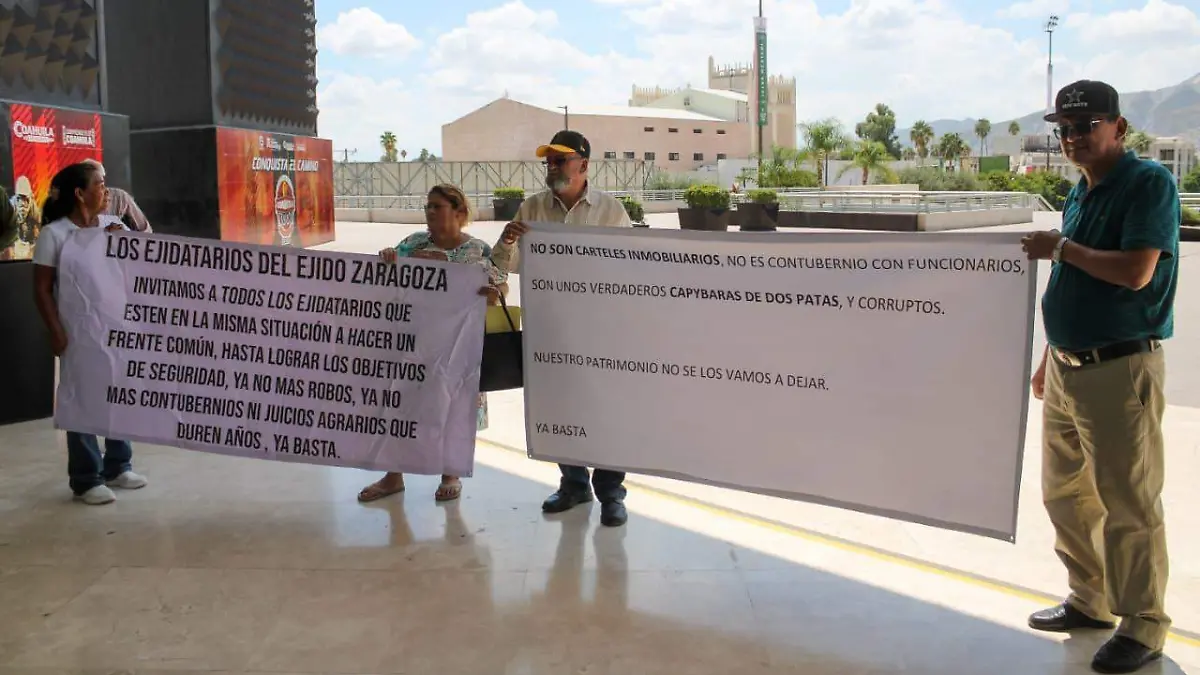 COAHUILA
CONQUISTA EL
LOS EJIDATARIOS DEL EJIDO ZARAGOZA
INVITAMOS A TODOS LOS EJIDATARIOS QUE
ESTEN EN LA MISMA SITUACIÓN A HACER UN
FRENTE COMÚN, HASTA LOGRAR LOS OBJETIVOS
DE SEGURIDAD, YA NO MAS ROBOS, YA NO
MAS CONTUBERNIOS NI JUICIOS AGRARIOS QUE
DUREN AÑOS , YA BASTA.
NO SON CARTELES INMOBILIARIOS, NO ES CONTUBERNIO CON FUNCIONARIOS,
SON UNOS VERDADEROS CAPYBARAS DE DOS PATAS, Y CORRUPTOS.
NUESTRO PATRIMONIO NO SE LOS VAMOS A DEJAR.
YA BASTA